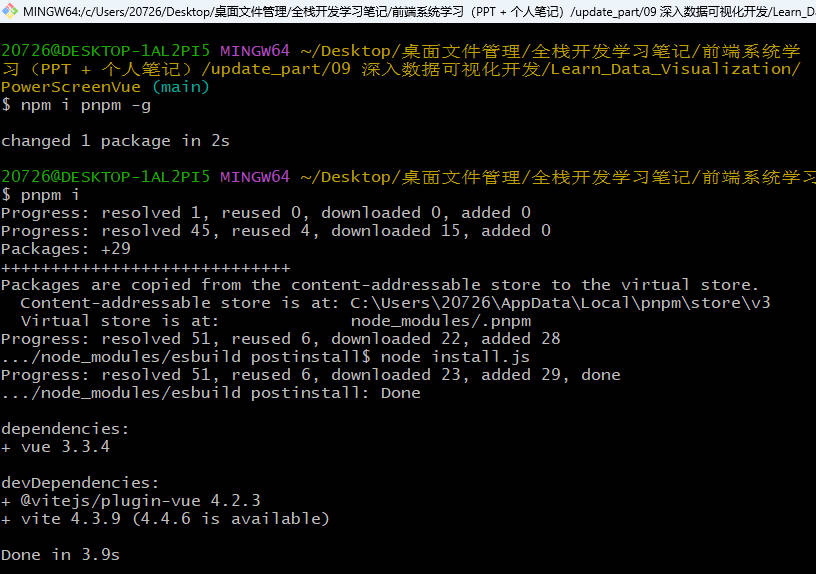 MINGW64:/c/Users/20726/Desktop/桌面文件管理/全栈开发学习笔记/前端系统学习（PPT + 个人笔记）/update_part/09 深入数据可视化开发/Learn_Da
20726@DESKTOP-1AL2PI5 MINGW64 ~/Desktop/桌面文件管理/全栈开发学习笔记/前端系统学
习（PPT + 个人笔记）/update_part/09 深入数据可视化开发/Learn_Data_Visualization/
PowerScreenVue (main)
$ npm i pnpm -g
changed 1 package in 2s
20726@DESKTOP-1AL2PI5 MINGW64 ~/Desktop/桌面文件管理/全栈开发学习笔记/前端系统学习
$ pnpm i
Progress: resolved 1, reused 0, downloaded 0, added 0
Progress: resolved 45, reused 4, downloaded 15, added 0
Packages: +29
+++++++++++++++++++++++++++++
Packages are copied from the content-addressable store to the virtual store.
  Content-addressable store is at: C:\Users\20726\AppData\Local\pnpm\store\v3
  Virtual store is at:             node_modules/.pnpm
Progress: resolved 51, reused 6, downloaded 22, added 28
.../node_modules/esbuild postinstall$ node install.js
Progress: resolved 51, reused 6, downloaded 23, added 29, done
.../node_modules/esbuild postinstall: Done
dependencies:
+ vue 3.3.4
devDependencies:
+ @vitejs/plugin-vue 4.2.3
+ vite 4.3.9 (4.4.6 is available)
Done in 3.9s